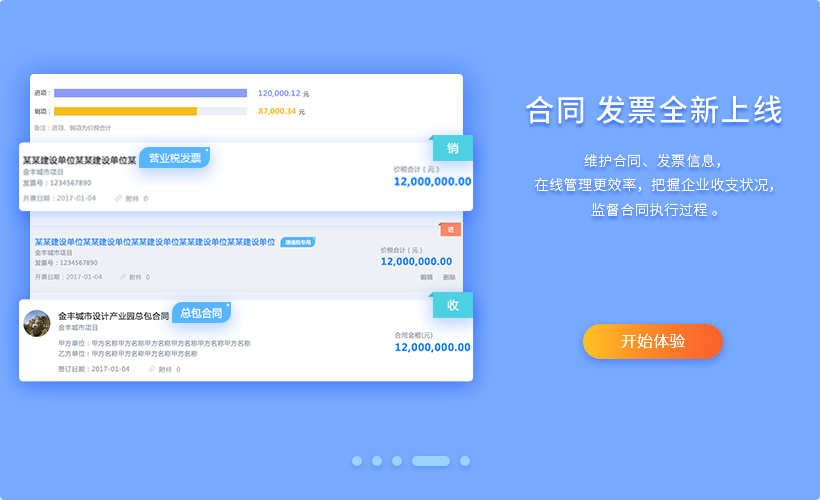 进项：
120,000.12 元
销项：
87,000.34 元
备注：进项、销项为价税合计
销
某某建设单位某某建设单位某
营业税发票
金丰城市项目
发票号：1234567890
开票日期：2017-01-04
附件 0
价税合计（元）
12,000,000.00
进
某某建设单位某某建设单位某某建设单位某某建设单位某某建设单位
增值税专用
金丰城市项目
发票号：1234567890
开票日期：2017-01-04
附件 0
价税合计（元）
12,000,000.00
编辑 删除
收
金丰城市设计产业园总包合同
总包合同
金丰城市项目
甲方单位：甲方名称甲方名称甲方名称甲方名称甲方名称甲方名称
乙方单位：甲方名称甲方名称甲方名称甲方名称
签订日期：2017-01-04
附件 0
合同金额(元)
12,000,000.00
合同 发票全新上线
维护合同、发票信息，
在线管理更效率，把握企业收支状况，
监督合同执行过程 。
开始体验